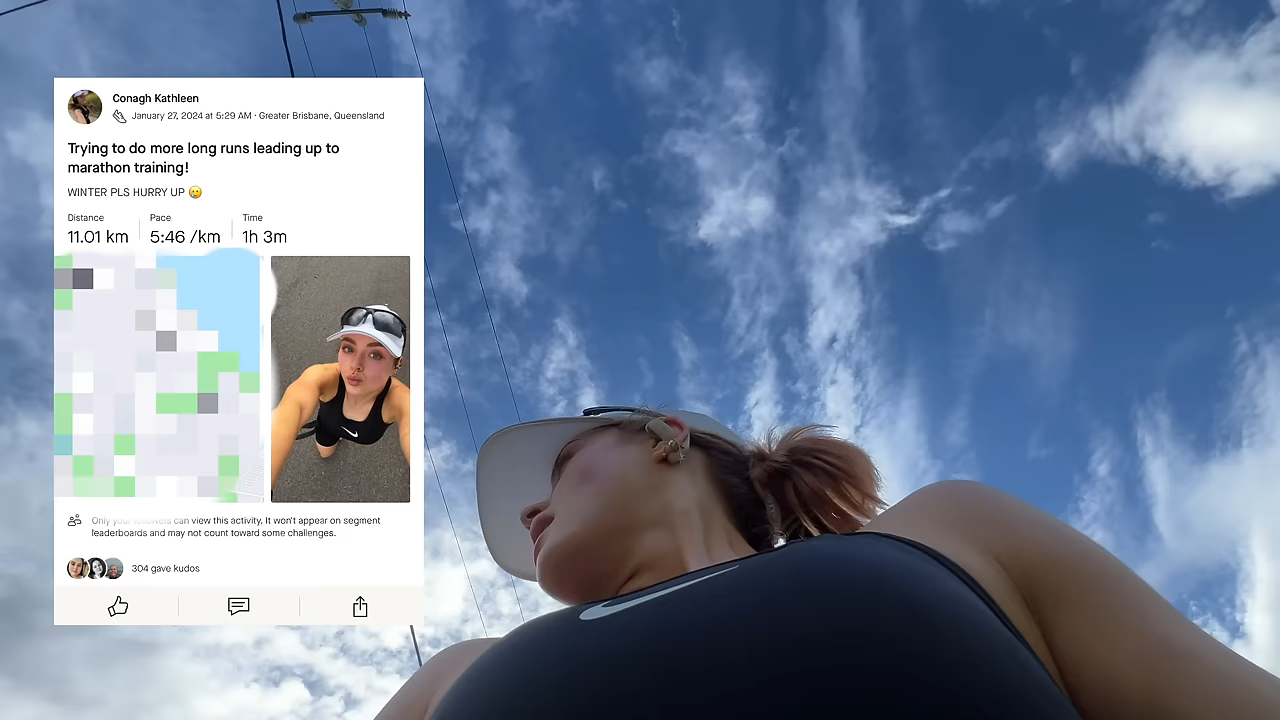 Conagh Kathleen
January 27, 2024 at 5:29 AM · Greater Brisbane, Queensland
Trying to do more long runs leading up to
marathon training!
WINTER PLS HURRY UP 🥲
Distance Pace Time
11.01 km 5:46 /km 1h 3m
Only your followers can view this activity. It won't appear on segment
leaderboards and may not count toward some challenges.
304 gave kudos